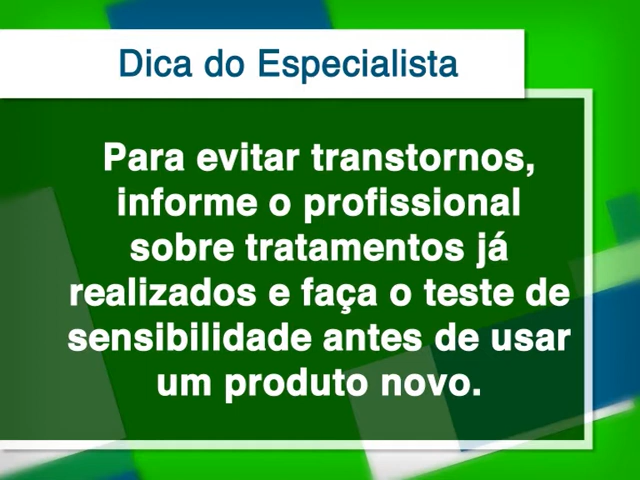 Dica do Especialista
Para evitar transtornos,
informe o profissional
sobre tratamentos já
realizados e faça o teste de
sensibilidade antes de usar
um produto novo.